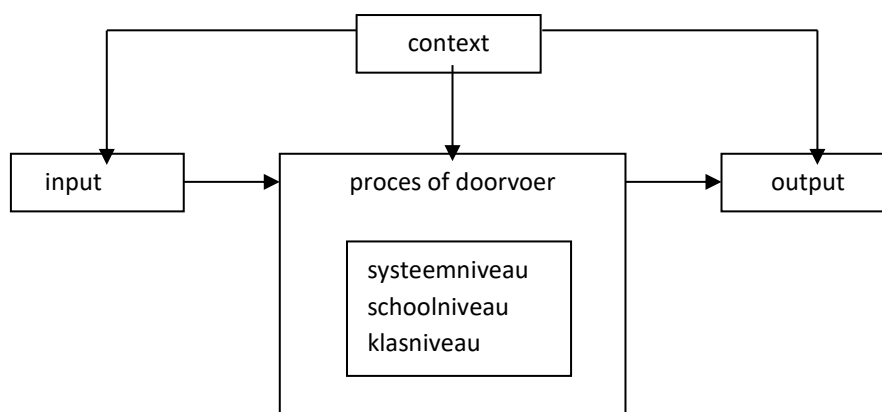 context
input
proces of doorvoer
output
systeemniveau
schoolniveau
klasniveau